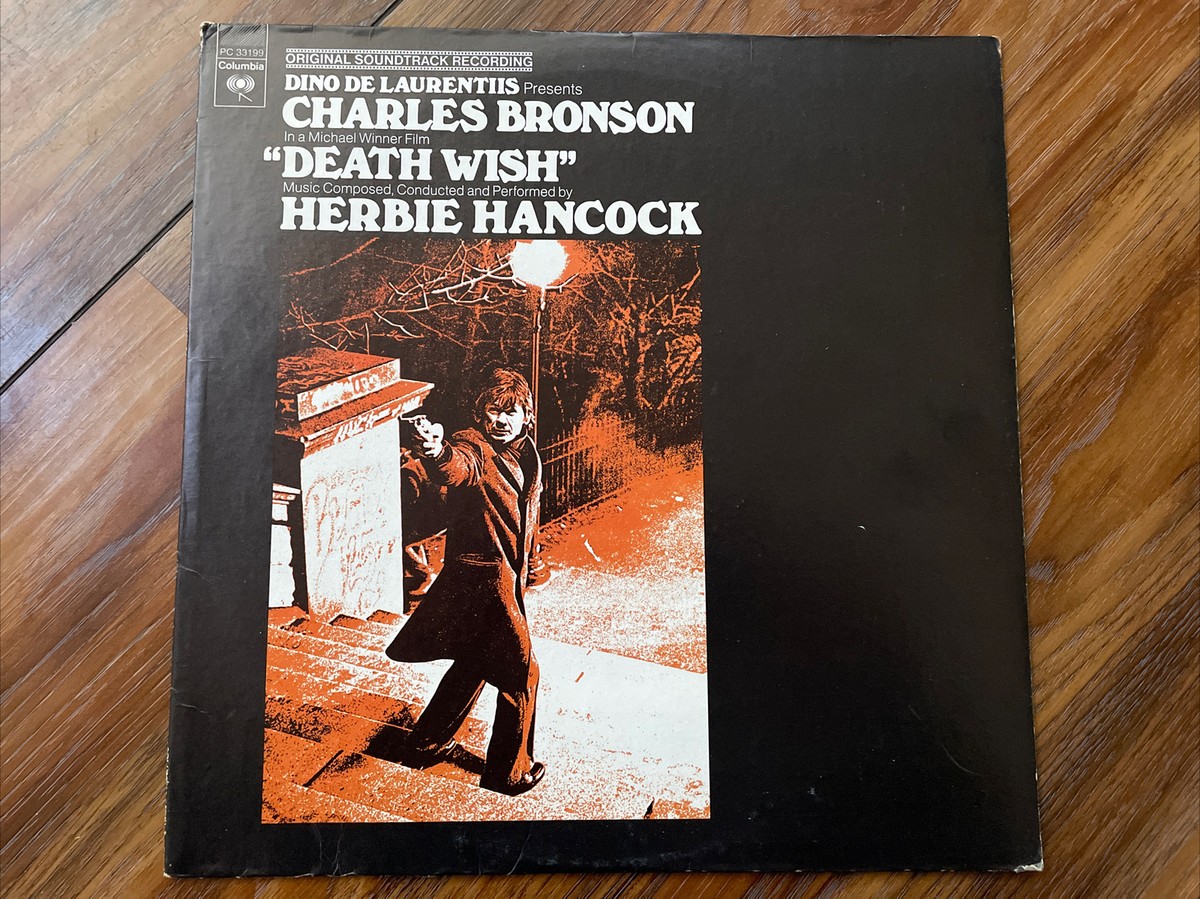 PC 33199
Columbia
ORIGINAL SOUNDTRACK RECORDING
DINO DE LAURENTIIS Presents
CHARLES BRONSON
In a Michael Winner Film
“DEATH WISH”
Music Composed, Conducted and Performed by
HERBIE HANCOCK